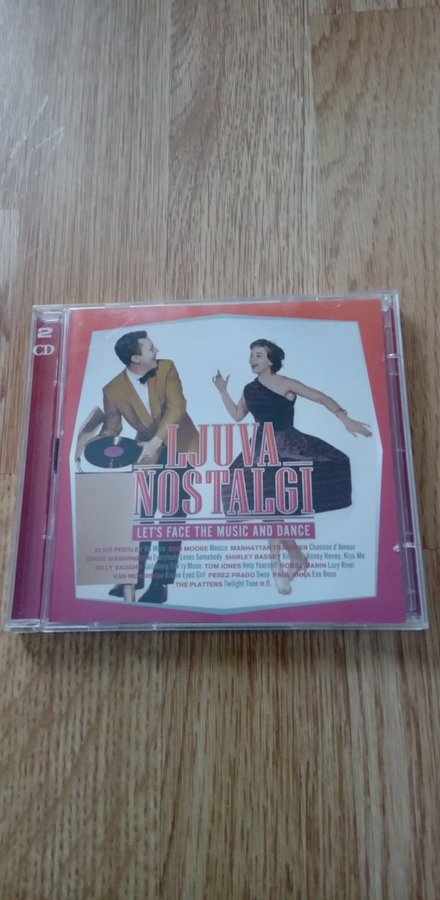 2
CD
LJUVA
NOSTALGI
LET'S FACE THE MUSIC AND DANCE
ELVIS PRESLEY MOORE Mexico MANHATTAN Chanson d'Amour
DINAH WASHINGTON Loves Somebody SHIRLEY BASSEY Honey Honey, Kiss Me
BILLY VAUGHN Moon TOM JONES Help Yourself BOBBY DARIN Lazy River
VAN MORRISON Eyed Girl PEREZ PRADO Sway PAUL ANKA Eso Beso
THE PLATTERS Twilight Time m fl